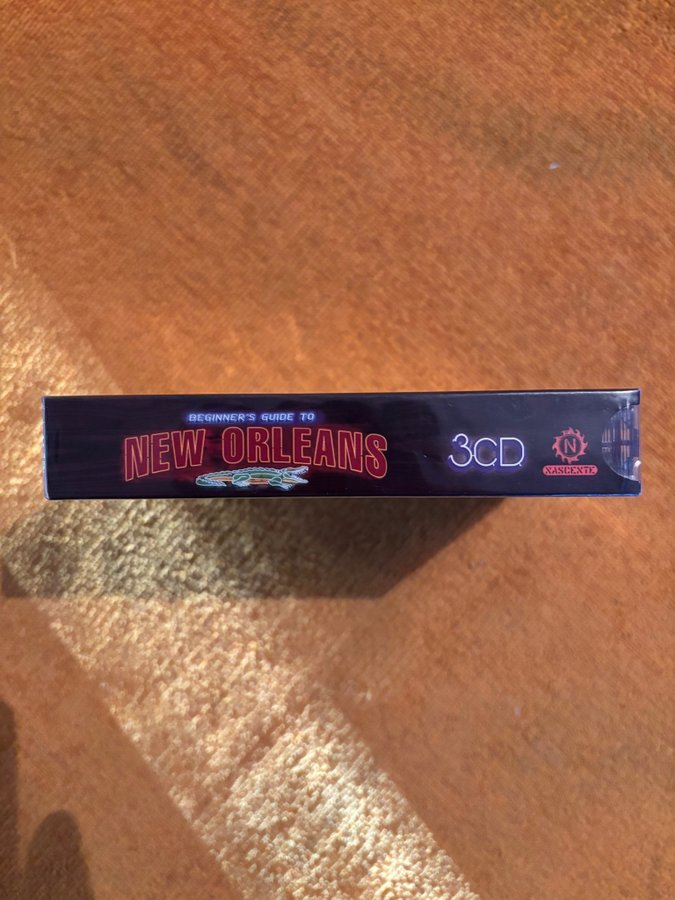 BEGINNER'S GUIDE TO
NEW ORLEANS
3CD
N
NASCENTE